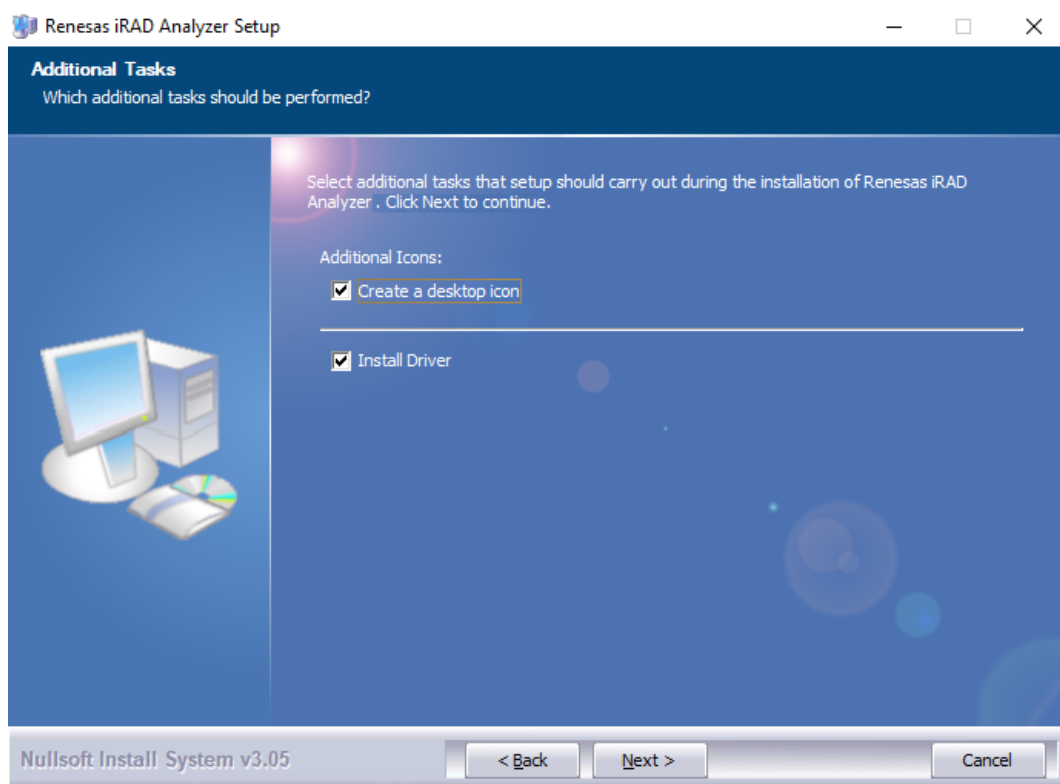 Renesas iRAD Analyzer Setup
Additional Tasks
Which additional tasks should be performed?
Select additional tasks that setup should carry out during the installation of Renesas iRAD
Analyzer . Click Next to continue.
Additional Icons:
Create a desktop icon
Install Driver
Nullsoft Install System v3.05
< Back
Next >
Cancel